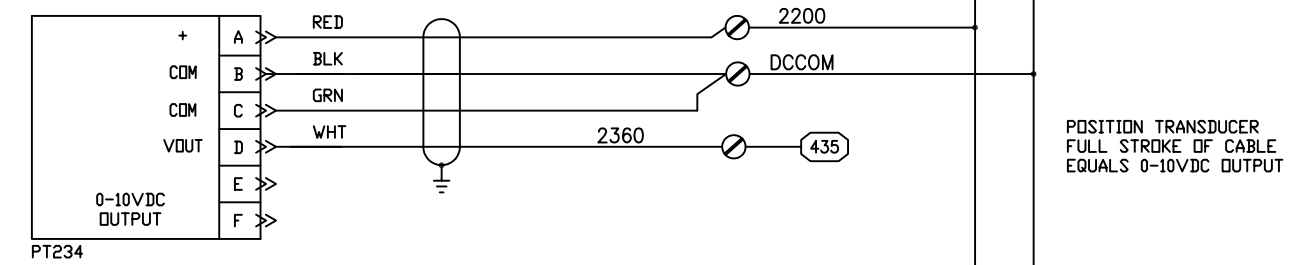 RED
2200
+ A
BLK
DCCOM
COM B
GRN
COM C
WHT
2360
435
VOUT D
E
0-10VDC
OUTPUT
F
PT234
POSITION TRANSDUCER
FULL STROKE OF CABLE
EQUALS 0-10VDC OUTPUT